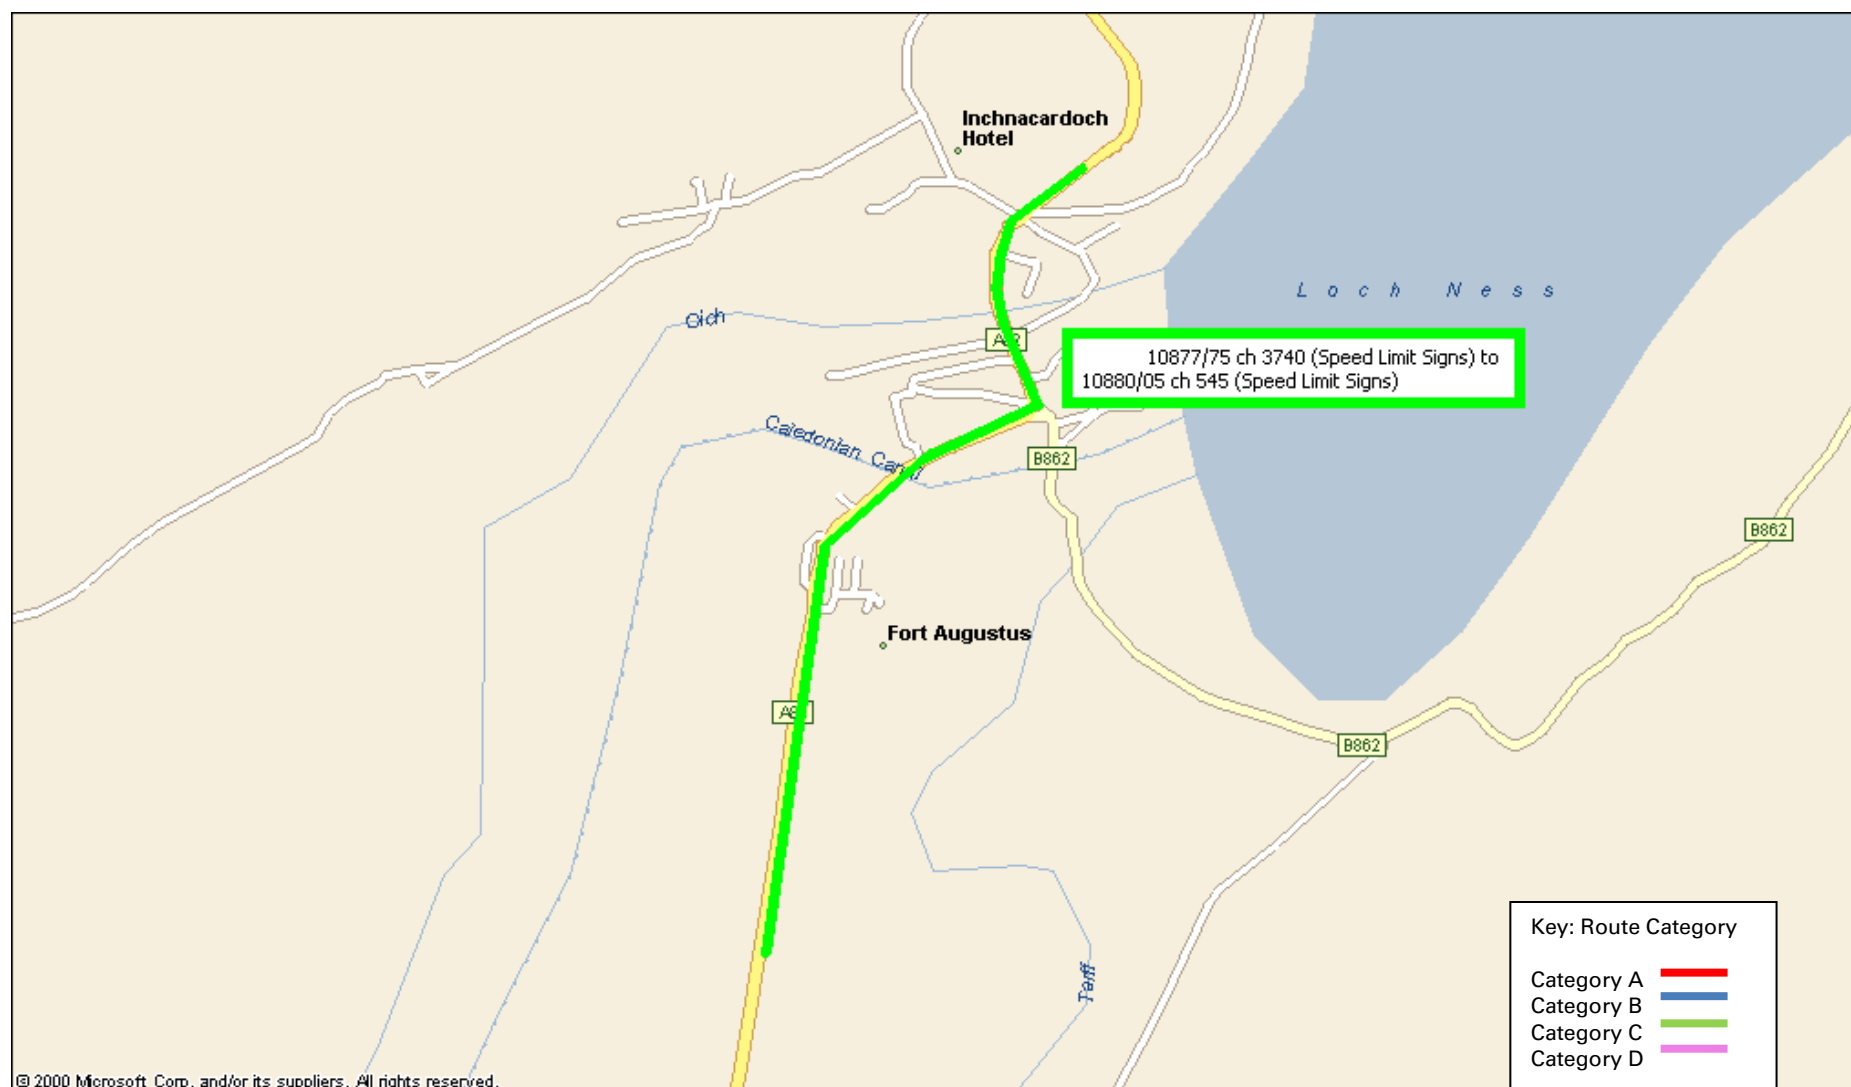 Inchnacardoch
Hotel
Loch Ness
Oich
10877/75 ch 3740 (Speed Limit Signs) to
10880/05 ch 545 (Speed Limit Signs)
Caledonian Canal
B862
B862
Fort Augustus
B862
Key: Route Category
Category A
Category B
Category C
Category D
Tarff
© 2000 Microsoft Corp. and/or its suppliers. All rights reserved.